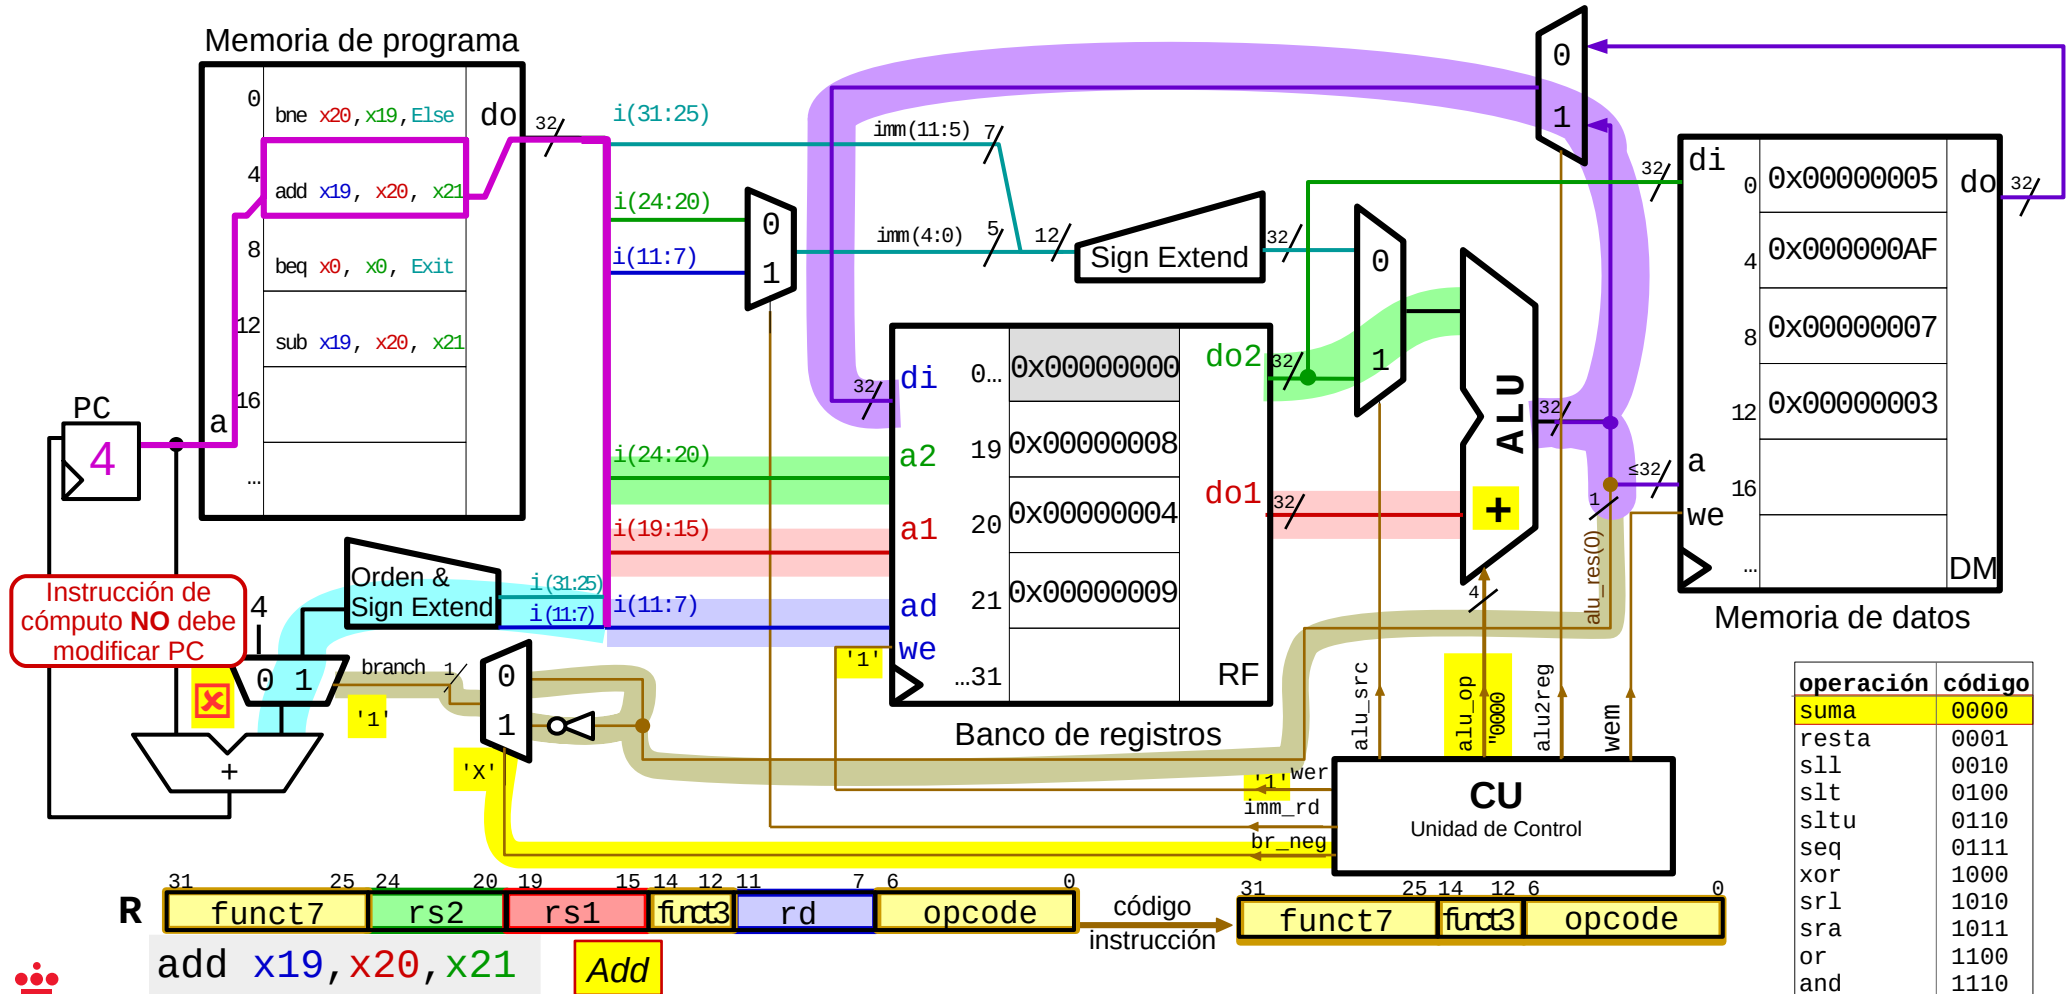 Memoria de programa
0
bne x20,x19,Else
do
32
4
add x19, x20, x21
8
beq x0, x0, Exit
12
sub x19, x20, x21
16
a
...
PC
4
i(31:25)
imm(11:5)
7
i(24:20)
i(11:7)
0
1
imm(4:0)
5
12
Sign Extend
32
0
1
0
1
ALU
+
32
4
32
di
a2
a1
ad
we
0...
0x00000000
19
0x00000008
20
0x00000004
21
0x00000009
...31
RF
do2
32
do1
32
Banco de registros
i(24:20)
i(19:15)
i(11:7)
'1'
di
32
0
0x00000005
do
32
4
0x000000AF
8
0x00000007
12
0x00000003
a
≤32
16
we
...
DM
Memoria de datos
1
alu_res(0)
Instrucción de
cómputo NO debe
modificar PC
4
0 1
+
Orden &
Sign Extend
i(31:25)
i(11:7)
branch
1
'1'
0
1
'X'
alu_src
alu_op
"0000
alu2reg
wem
'1'
wer
imm_rd
br_neg
CU
Unidad de Control
operación código
suma 0000
resta 0001
sll 0010
slt 0100
sltu 0110
seq 0111
xor 1000
srl 1010
sra 1011
or 1100
and 1110
31 25 24 20 19 15 14 12 11 7 6 0
R funct7 rs2 rs1 funct3 rd opcode
código
instrucción
31 25 14 12 6 0
funct7 funct3 opcode
add x19,x20,x21
Add